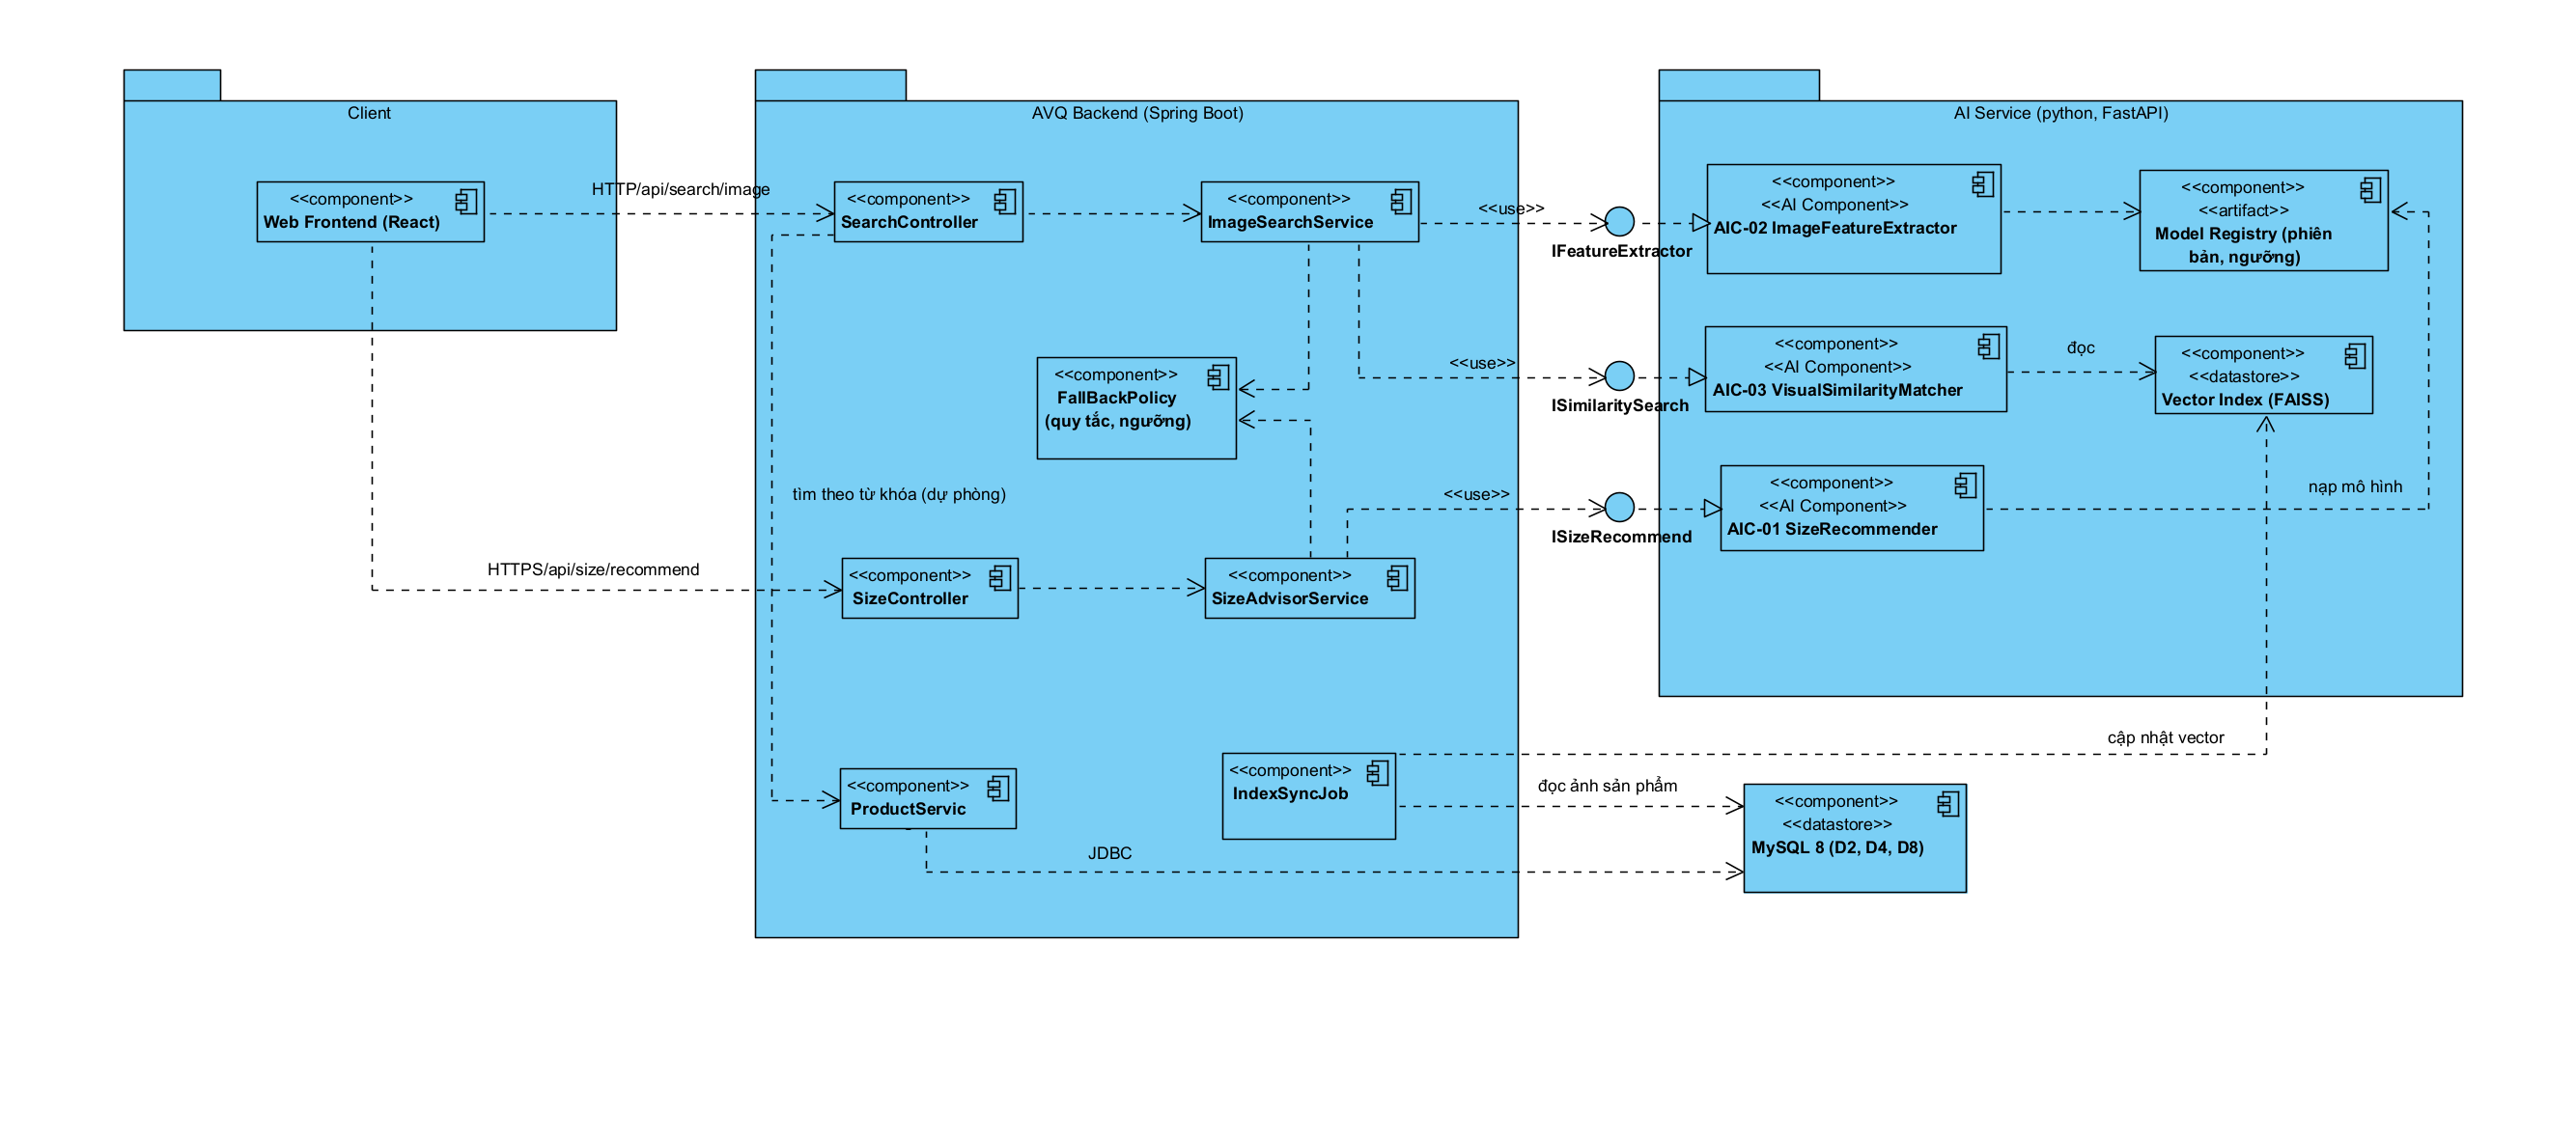 Client
<<component>>
Web Frontend (React)
HTTP/api/search/image
HTTPS/api/size/recommend
AVQ Backend (Spring Boot)
<<component>>
SearchController
<<component>>
ImageSearchService
<<component>>
FallBackPolicy
(quy tắc, ngưỡng)
tìm theo từ khóa (dự phòng)
<<component>>
SizeController
<<component>>
SizeAdvisorService
<<component>>
ProductServic
<<component>>
IndexSyncJob
JDBC
<<use>>
IFeatureExtractor
<<use>>
ISimilaritySearch
<<use>>
ISizeRecommend
AI Service (python, FastAPI)
<<component>>
<<AI Component>>
AIC-02 ImageFeatureExtractor
<<component>>
<<artifact>>
Model Registry (phiên
bản, ngưỡng)
<<component>>
<<AI Component>>
AIC-03 VisualSimilarityMatcher
đọc
<<component>>
<<datastore>>
Vector Index (FAISS)
<<component>>
<<AI Component>>
AIC-01 SizeRecommender
nạp mô hình
cập nhật vector
đọc ảnh sản phẩm
<<component>>
<<datastore>>
MySQL 8 (D2, D4, D8)